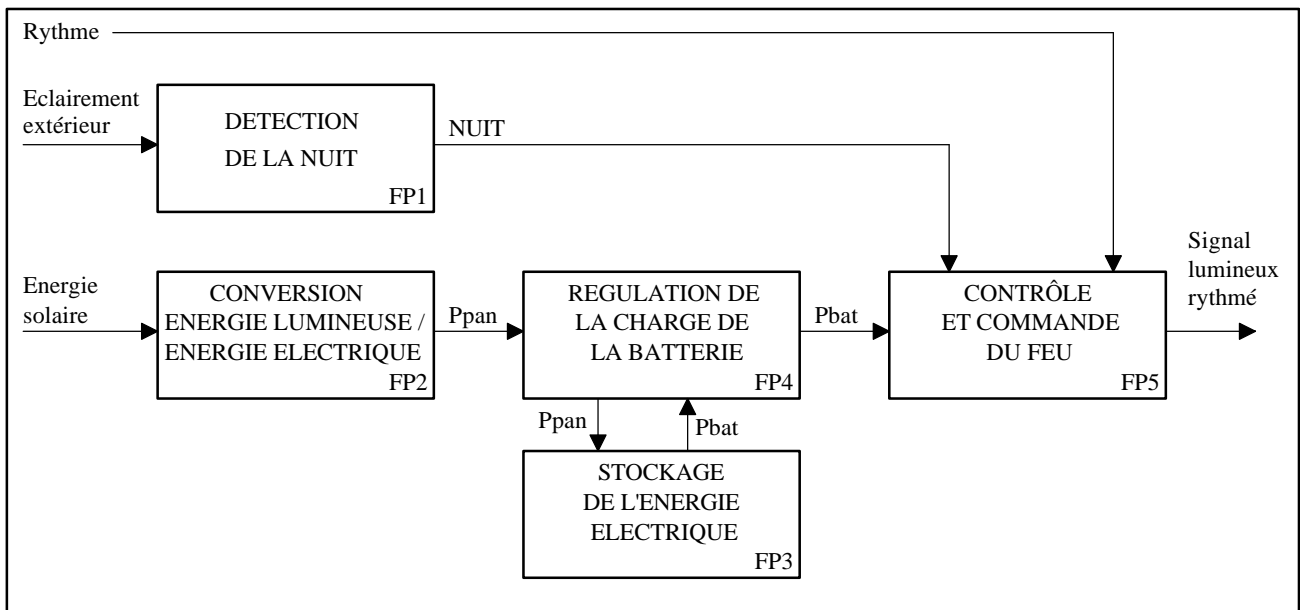 Rythme
Eclairement
extérieur
DETECTION
DE LA NUIT
FP1
NUIT
Energie
solaire
CONVERSION
ENERGIE LUMINEUSE /
ENERGIE ELECTRIQUE
FP2
Ppan
REGULATION DE
LA CHARGE DE
LA BATTERIE
FP4
Pbat
CONTRÔLE
ET COMMANDE
DU FEU
FP5
Signal
lumineux
rythmé
Ppan
Pbat
STOCKAGE
DE L'ENERGIE
ELECTRIQUE
FP3